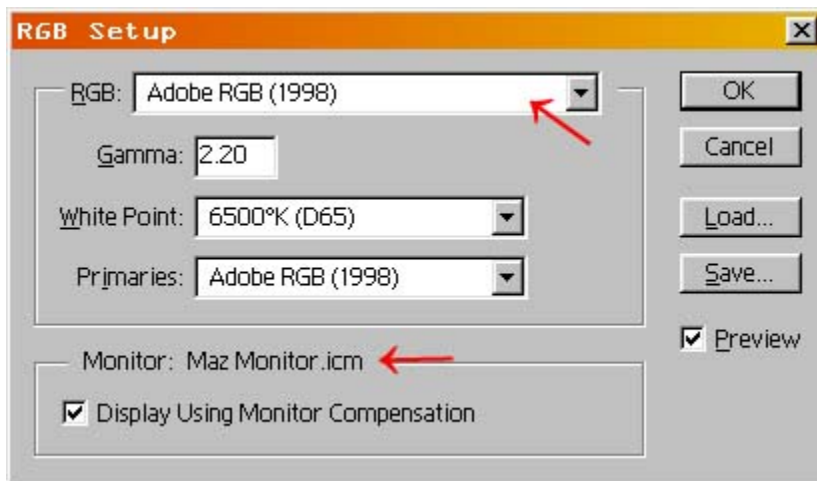 RGB Setup
RGB: Adobe RGB (1998)
OK
Gamma: 2.20
Cancel
White Point: 6500°K (D65)
Load...
Primaries: Adobe RGB (1998)
Save...
Preview
Monitor: Maz Monitor.icm
Display Using Monitor Compensation